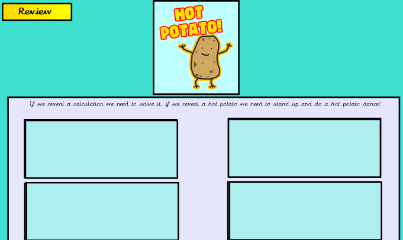 Review
HOT
POTATO!
If we reveal a calculation we need to solve it, if we reveal a hot potato we need to stand up and do a hot potato dance!